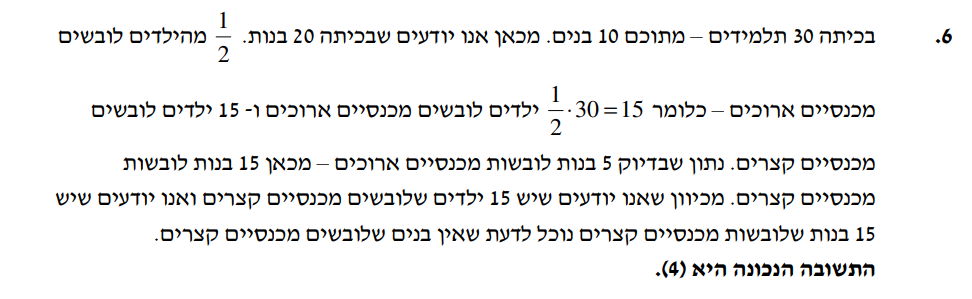 6. בכיתה 30 תלמידים – מתוכם 10 בנים. מכאן אנו יודעים שבכיתה 20 בנות. 1/2 מהילדים לובשים
מכנסיים ארוכים – כלומר 1/2 ⋅ 30 = 15 ילדים לובשים מכנסיים ארוכים ו- 15 ילדים לובשים
מכנסיים קצרים. נתון שבדיוק 5 בנות לובשות מכנסיים ארוכים – מכאן 15 בנות לובשות
מכנסיים קצרים. מכיוון שאנו יודעים שיש 15 ילדים שלובשים מכנסיים קצרים ואנו יודעים שיש
15 בנות שלובשות מכנסיים קצרים נוכל לדעת שאין בנים שלובשים מכנסיים קצרים.
התשובה הנכונה היא (4).